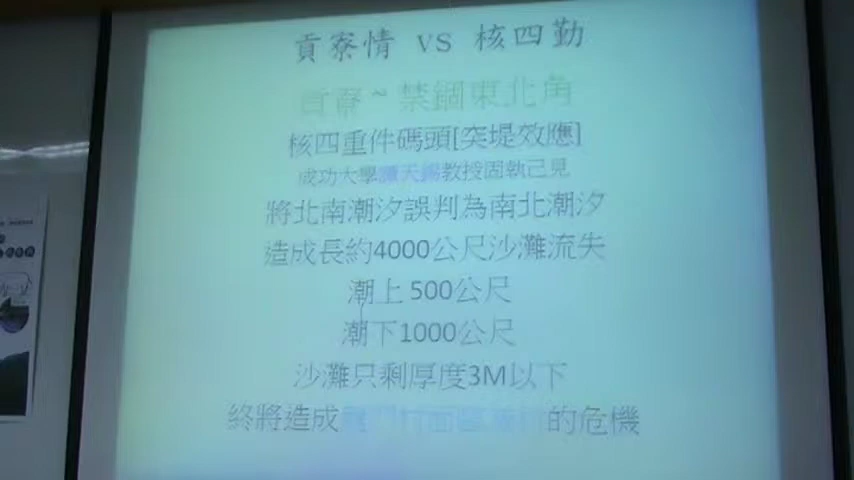 貢寮情 vs 核四勤
貢寮~禁錮東北角
核四重件碼頭[突堤效應]
成功大學 教授固執己見
將北南潮汐誤判為南北潮汐
造成長約4000公尺沙灘流失
潮上 500公尺
潮下1000公尺
沙灘只剩厚度3M以下
終將造成 的危機